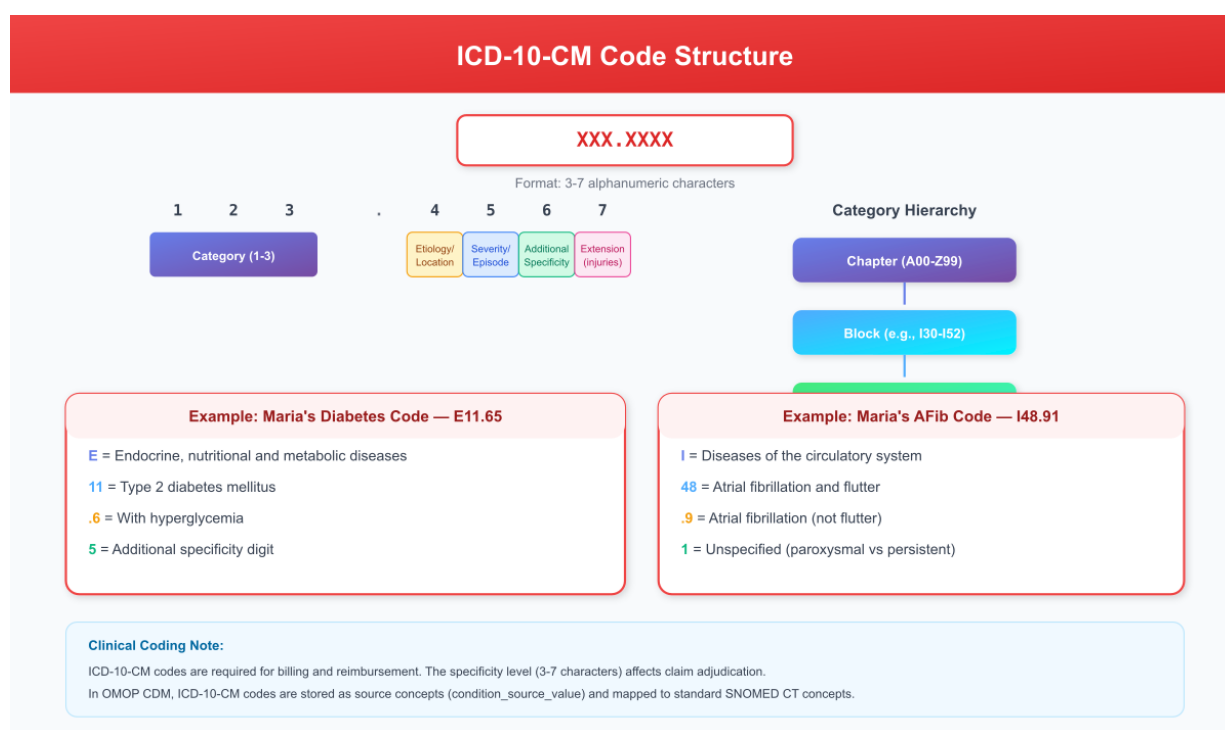 ICD-10-CM Code Structure
XXX.XXXX
Format: 3-7 alphanumeric characters
1 2 3 . 4 5 6 7
Category (1-3)
Etiology/
Location
Severity/
Episode
Additional
Specificity
Extension
(injuries)
Category Hierarchy
Chapter (A00-Z99)
Block (e.g., I30-I52)
Example: Maria's Diabetes Code — E11.65
E = Endocrine, nutritional and metabolic diseases
11 = Type 2 diabetes mellitus
.6 = With hyperglycemia
5 = Additional specificity digit
Example: Maria's AFib Code — I48.91
I = Diseases of the circulatory system
48 = Atrial fibrillation and flutter
.9 = Atrial fibrillation (not flutter)
1 = Unspecified (paroxysmal vs persistent)
Clinical Coding Note:
ICD-10-CM codes are required for billing and reimbursement. The specificity level (3-7 characters) affects claim adjudication.
In OMOP CDM, ICD-10-CM codes are stored as source concepts (condition_source_value) and mapped to standard SNOMED CT concepts.